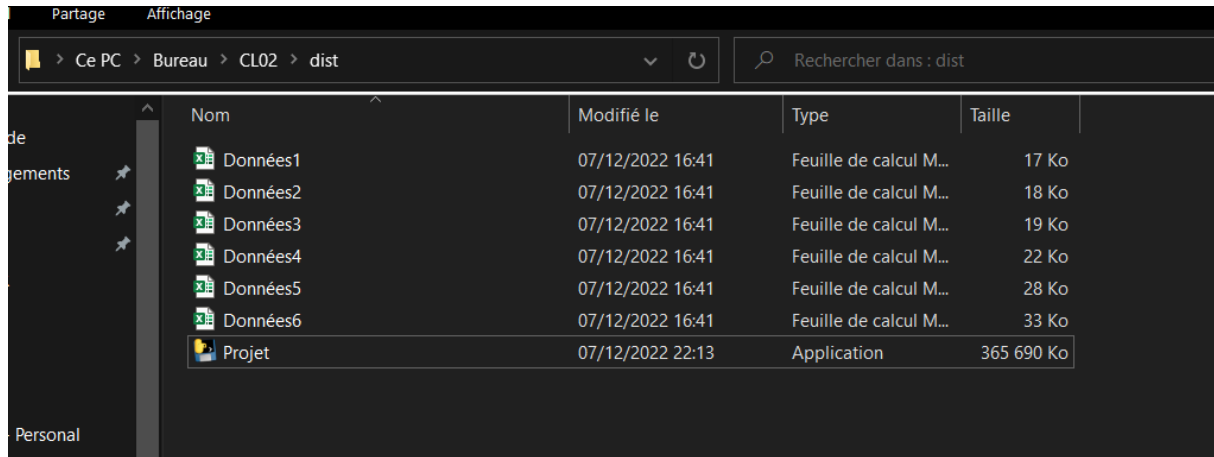 Partage Affichage
> Ce PC > Bureau > CL02 > dist Rechercher dans : dist
Nom Modifié le Type Taille
de
gements
Données1 07/12/2022 16:41 Feuille de calcul M... 17 Ko
Données2 07/12/2022 16:41 Feuille de calcul M... 18 Ko
Données3 07/12/2022 16:41 Feuille de calcul M... 19 Ko
Données4 07/12/2022 16:41 Feuille de calcul M... 22 Ko
Données5 07/12/2022 16:41 Feuille de calcul M... 28 Ko
Données6 07/12/2022 16:41 Feuille de calcul M... 33 Ko
Projet 07/12/2022 22:13 Application 365 690 Ko
- Personal